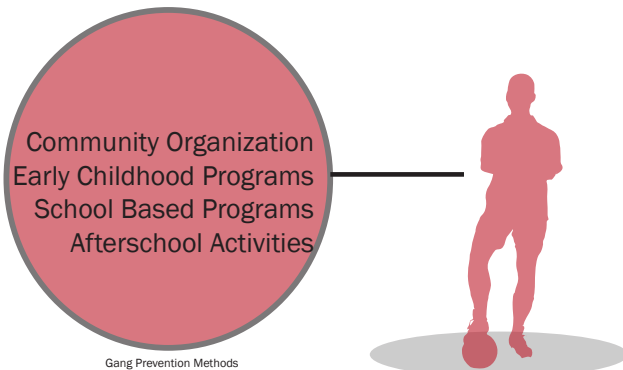 Community Organization
Early Childhood Programs
School Based Programs
Afterschool Activities
Gang Prevention Methods